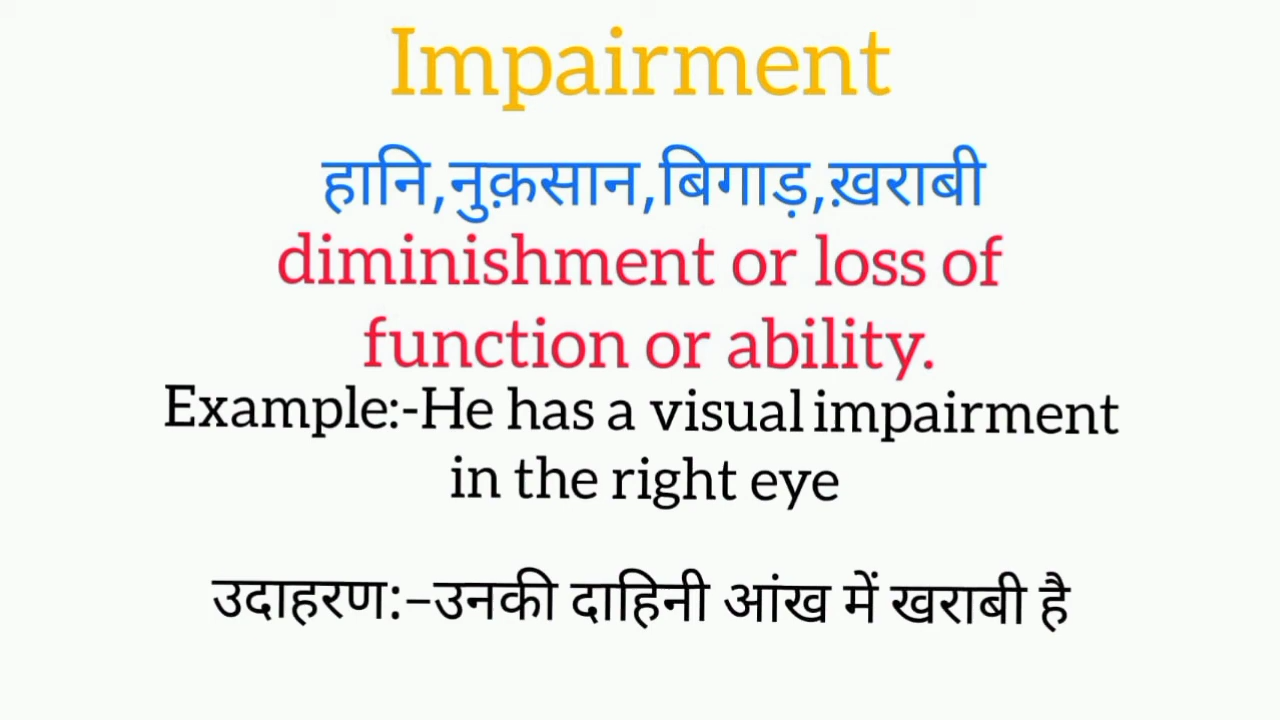 Impairment
हानि,नुक़सान,बिगाड़,ख़राबी
diminishment or loss of
function or ability.
Example:-He has a visual impairment
in the right eye
उदाहरण:–उनकी दाहिनी आंख में खराबी है